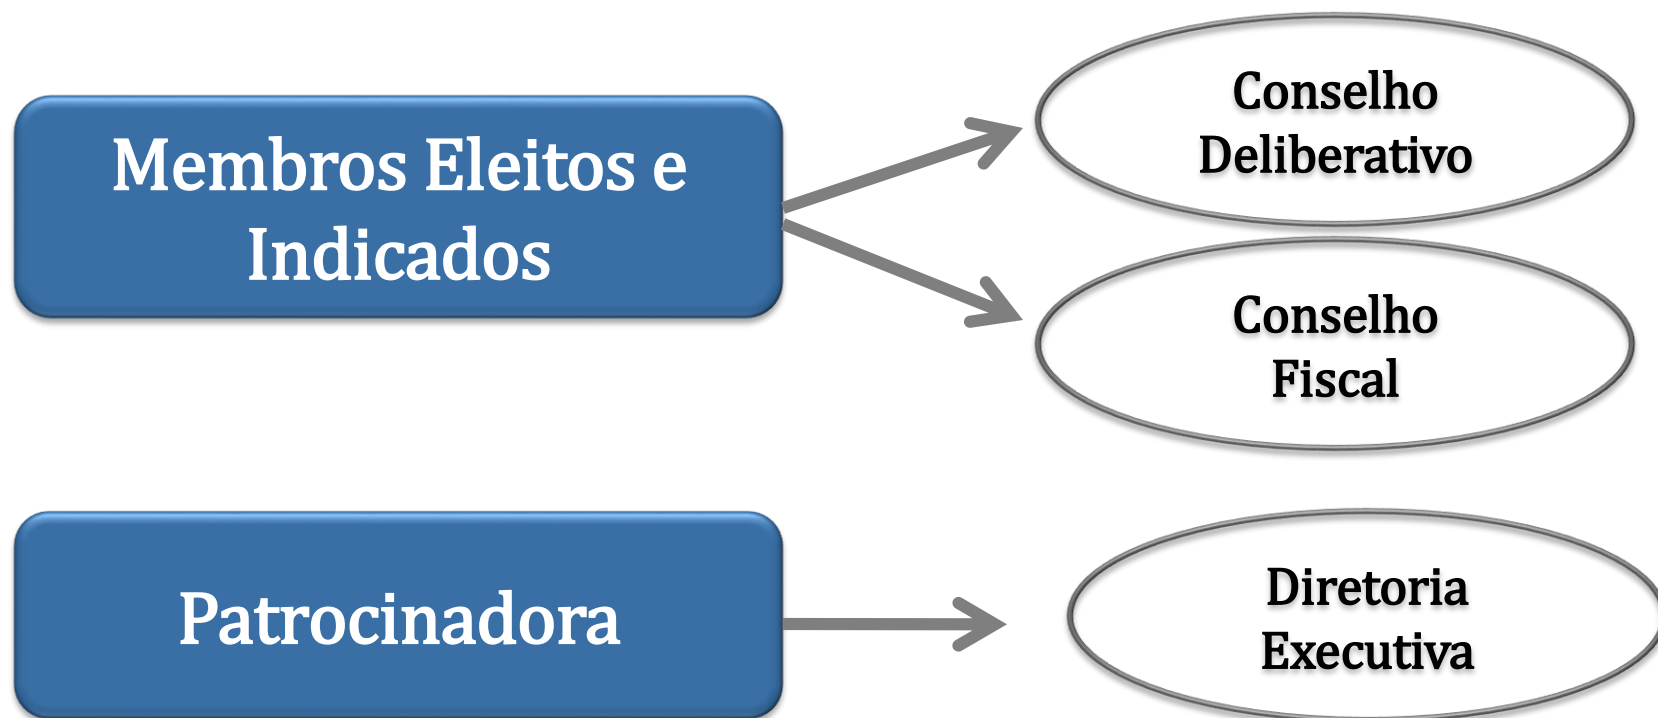 Membros Eleitos e
Indicados
Conselho
Deliberativo
Conselho
Fiscal
Patrocinadora
Diretoria
Executiva